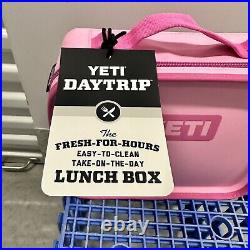 YETI
DAYTRIP
The
FRESH-FOR-HOURS
EASY-TO-CLEAN
TAKE-ON-THE-DAY
LUNCH BOX
YETI